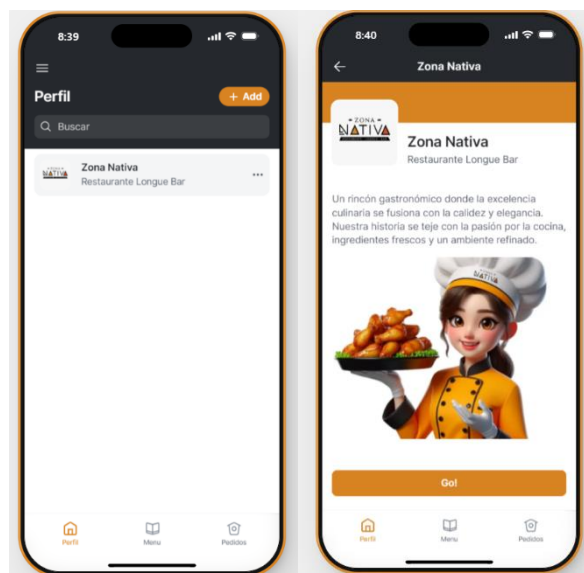 8:39
Perfil
+ Add
Buscar
Zona Nativa
Restaurante Longue Bar
Perfil
Menu
Pedidos
8:40
Zona Nativa
ZONA
NATIVA
Zona Nativa
Restaurante Longue Bar
Un rincón gastronómico donde la excelencia
culinaria se fusiona con la calidez y elegancia.
Nuestra historia se teje con la pasión por la cocina,
ingredientes frescos y un ambiente refinado.
NATIVA
Go!
Perfil
Menu
Pedidos